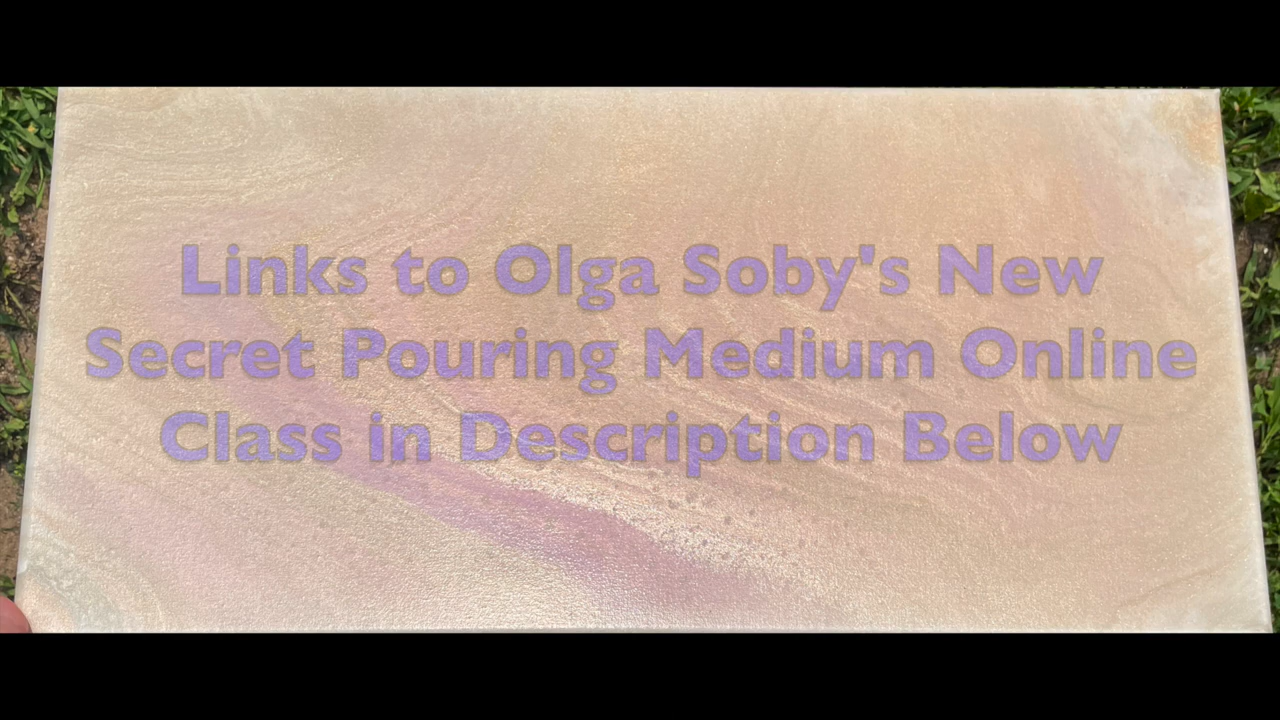 Links to Olga Soby's New
Secret Pouring Medium Online
Class in Description Below